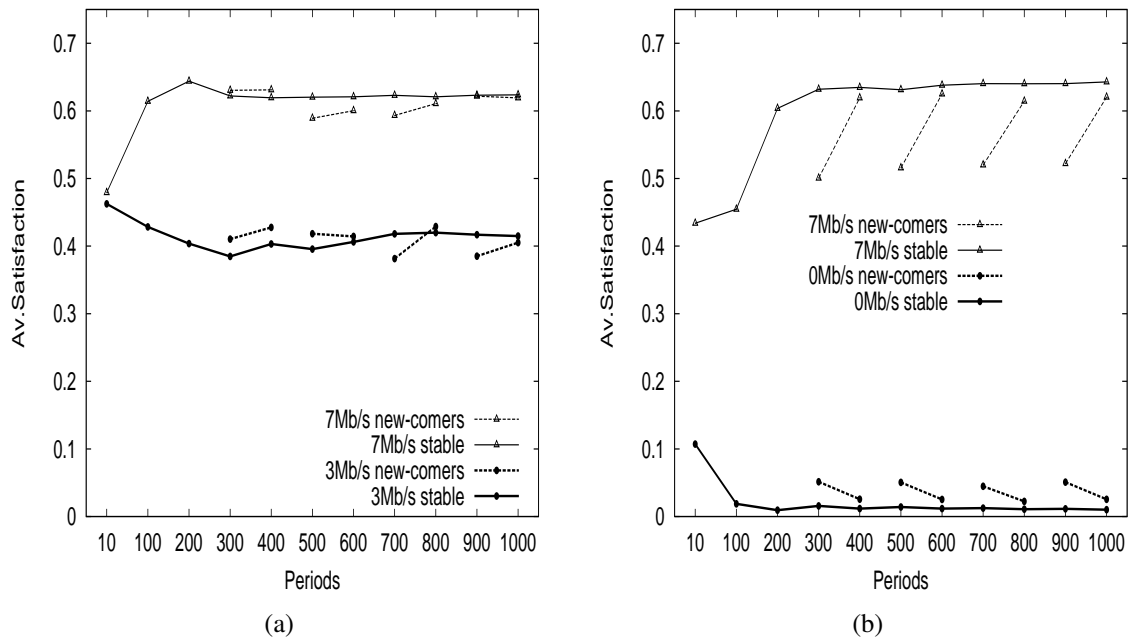 0.7
0.6
0.5
0.4
0.3
0.2
0.1
0
Av.Satisfaction
7Mb/s new-comers
7Mb/s stable
3Mb/s new-comers
3Mb/s stable
10 100 200 300 400 500 600 700 800 900 1000
Periods
(a)
0.7
0.6
0.5
0.4
0.3
0.2
0.1
0
Av.Satisfaction
7Mb/s new-comers
7Mb/s stable
0Mb/s new-comers
0Mb/s stable
10 100 200 300 400 500 600 700 800 900 1000
Periods
(b)